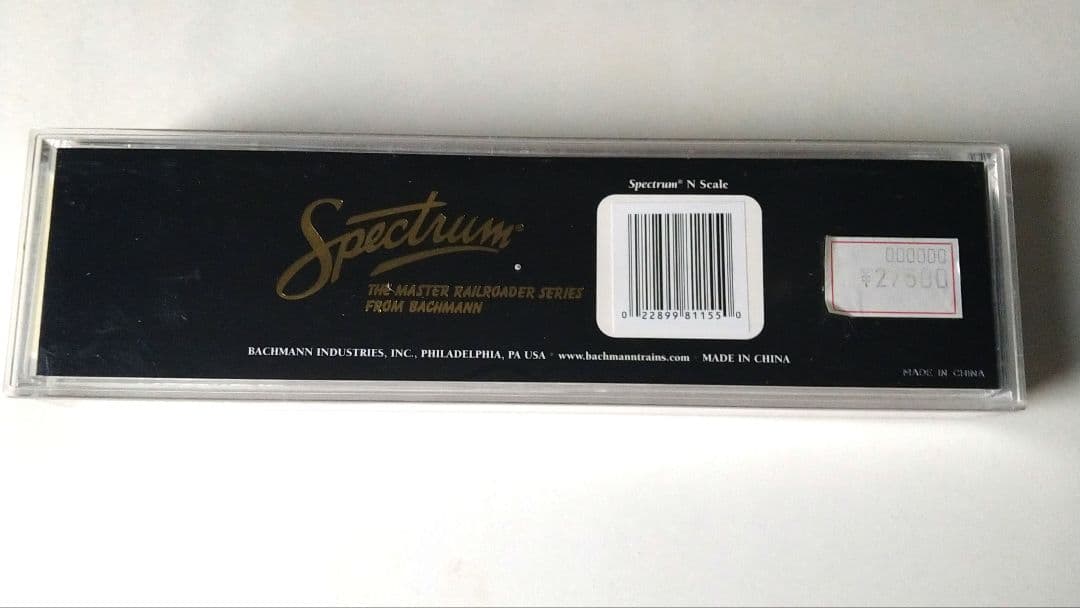 Spectrum® N Scale
Spectrum®
THE MASTER RAILROADER SERIES
FROM BACHMANN
0 22899 81155 0
000000
BACHMANN INDUSTRIES, INC., PHILADELPHIA, PA USA · www.bachmanntrains.com · MADE IN CHINA
MADE IN CHINA